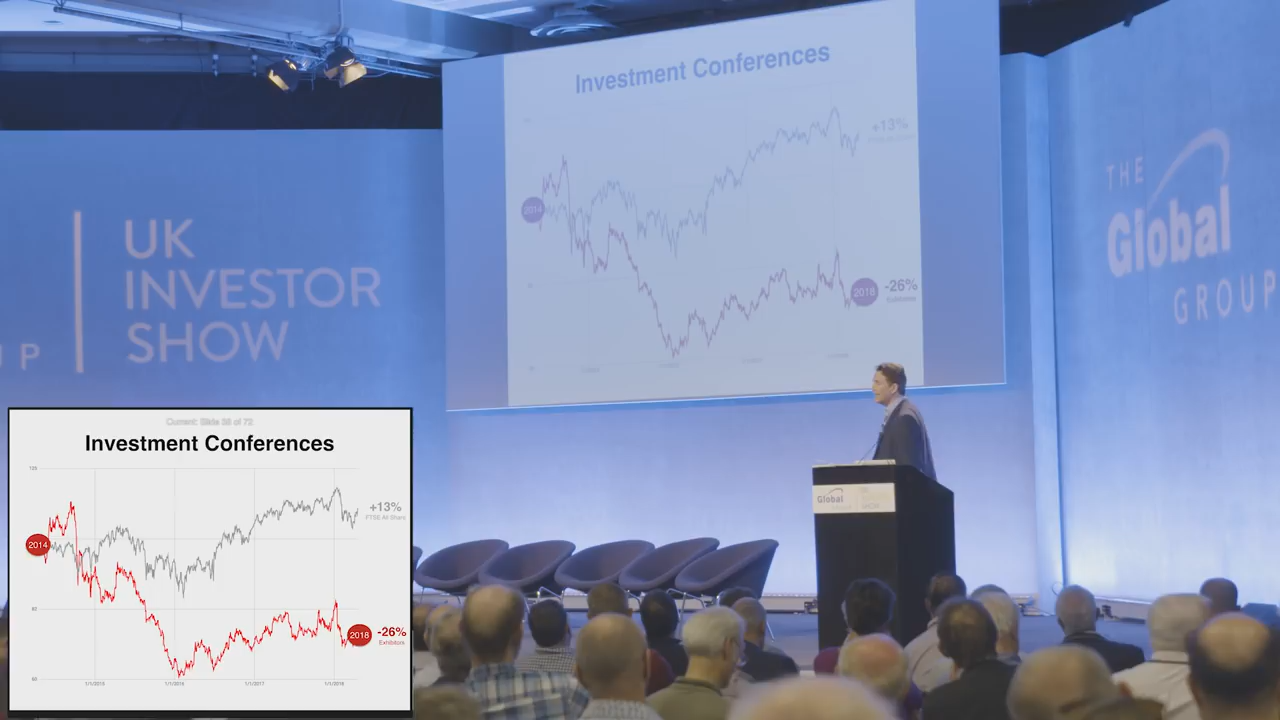 Investment Conferences
+13%
2014
2018
-26%
Exhibitors
UK
INVESTOR
SHOW
U P
THE
Global
GROUP
Global
Current: Slide 38 of 72
Investment Conferences
+13%
FTSE All Share
2014
2018
-26%
Exhibitors
1/1/2015
1/1/2016
1/1/2017
1/1/2018